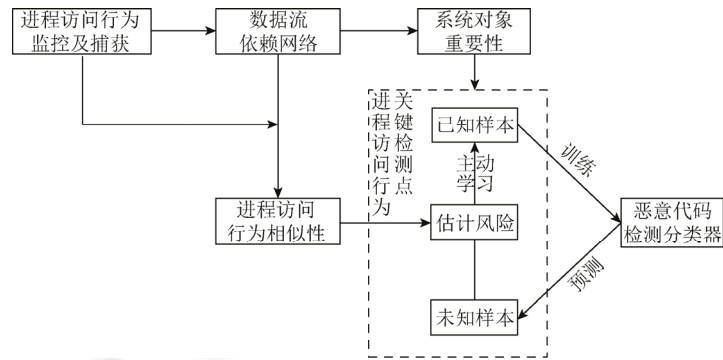 进程访问行为
监控及捕获
数据流
依赖网络
系统对象
重要性
关键检测点
进程访问行为
已知样本
主动
学习
训练
进程访问
行为相似性
估计风险
恶意代码
检测分类器
预测
未知样本